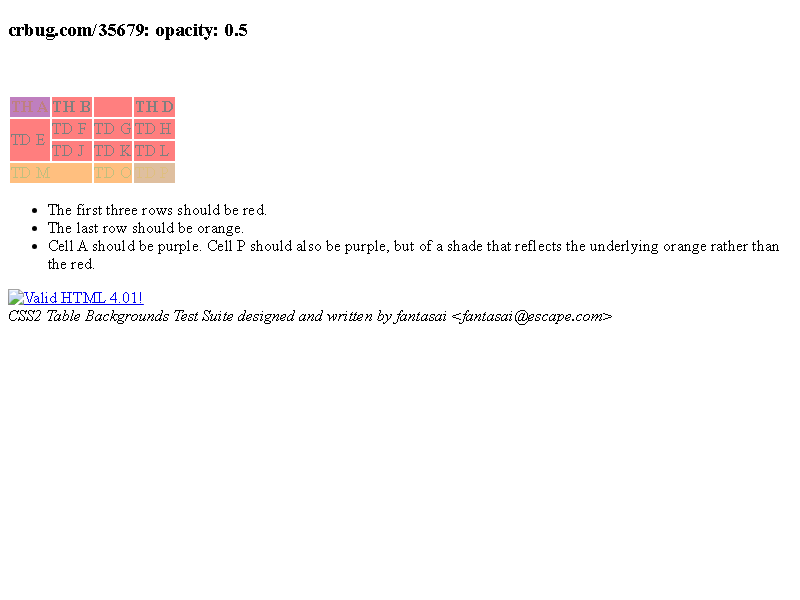 crbug.com/35679: opacity: 0.5
TH A TH B TH D
TD E TD F TD G TD H
TD J TD K TD L
TD M TD O
• The first three rows should be red.
• The last row should be orange.
• Cell A should be purple. Cell P should also be purple, but of a shade that reflects the underlying orange rather than
the red.
Valid HTML 4.01!
CSS2 Table Backgrounds Test Suite designed and written by fantasai <fantasai@escape.com>